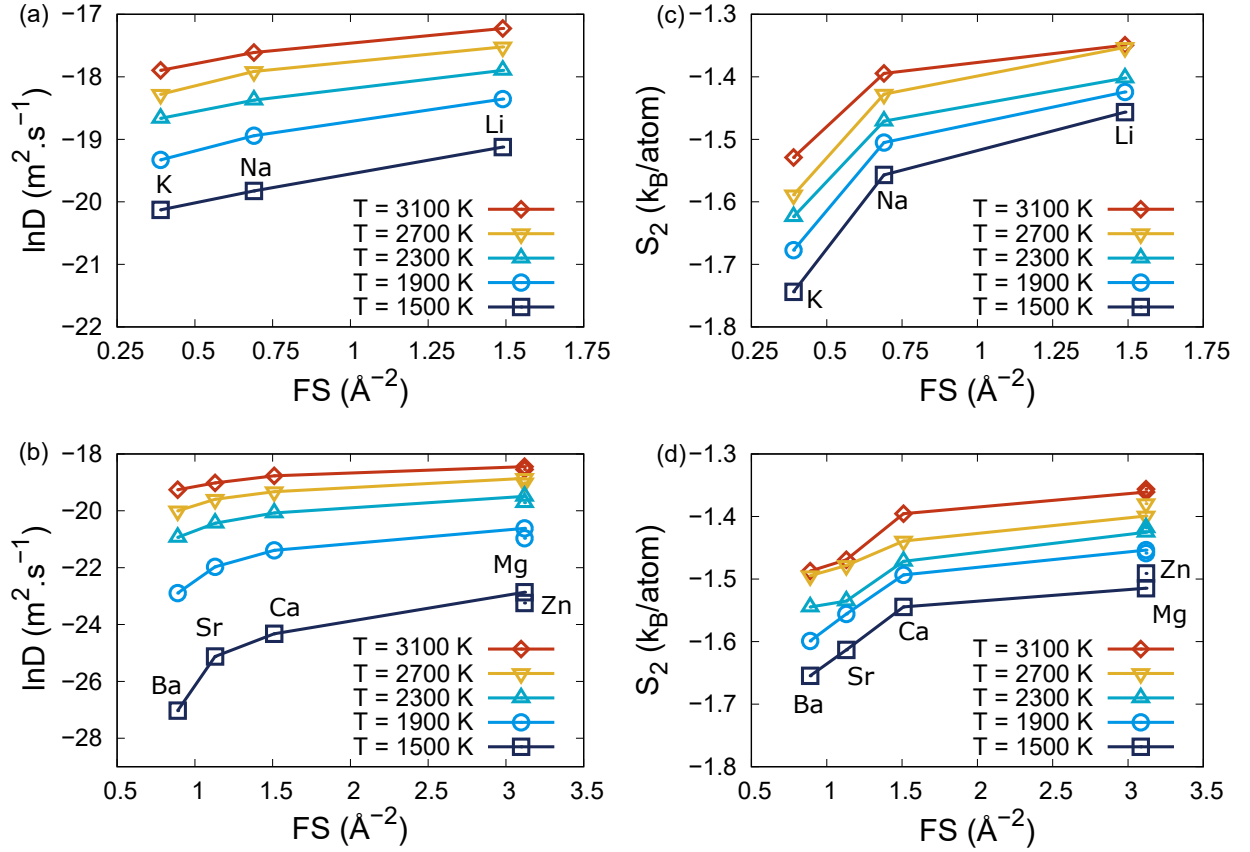 (a)
−17
−18
−19
−20
−21
−22
lnD (m².s⁻¹)
K
Na
Li
T = 3100 K
T = 2700 K
T = 2300 K
T = 1900 K
T = 1500 K
0.25
0.5
0.75
1
1.25
1.5
1.75
FS (Å⁻²)
(c)
−1.3
−1.4
−1.5
−1.6
−1.7
−1.8
S₂ (k_B/atom)
K
Na
Li
T = 3100 K
T = 2700 K
T = 2300 K
T = 1900 K
T = 1500 K
0.25
0.5
0.75
1
1.25
1.5
1.75
FS (Å⁻²)
(b)
−18
−20
−22
−24
−26
−28
lnD (m².s⁻¹)
Ba
Sr
Ca
Mg
Zn
T = 3100 K
T = 2700 K
T = 2300 K
T = 1900 K
T = 1500 K
0.5
1
1.5
2
2.5
3
3.5
FS (Å⁻²)
(d)
−1.3
−1.4
−1.5
−1.6
−1.7
−1.8
S₂ (k_B/atom)
Ba
Sr
Ca
Zn
Mg
T = 3100 K
T = 2700 K
T = 2300 K
T = 1900 K
T = 1500 K
0.5
1
1.5
2
2.5
3
3.5
FS (Å⁻²)